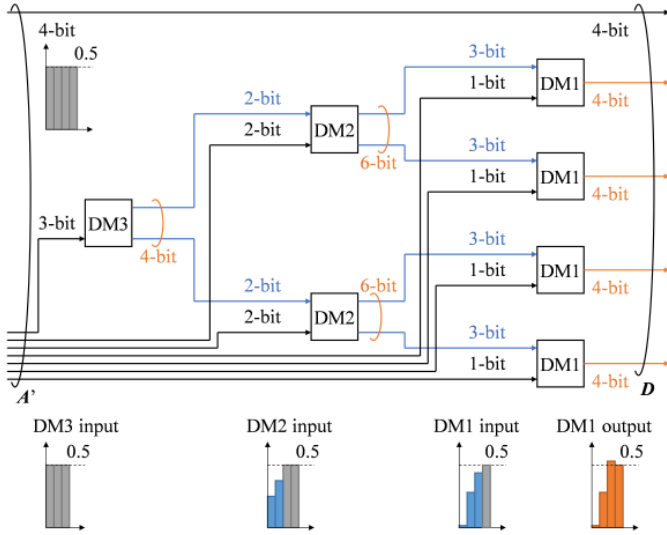 4-bit
4-bit
0.5
3-bit
1-bit
DM1
4-bit
2-bit
2-bit
DM2
6-bit
3-bit
1-bit
DM1
4-bit
3-bit
DM3
4-bit
3-bit
1-bit
DM1
4-bit
2-bit
2-bit
DM2
6-bit
3-bit
1-bit
DM1
4-bit
A'
D
DM3 input
DM2 input
DM1 input
DM1 output
0.5
0.5
0.5
0.5